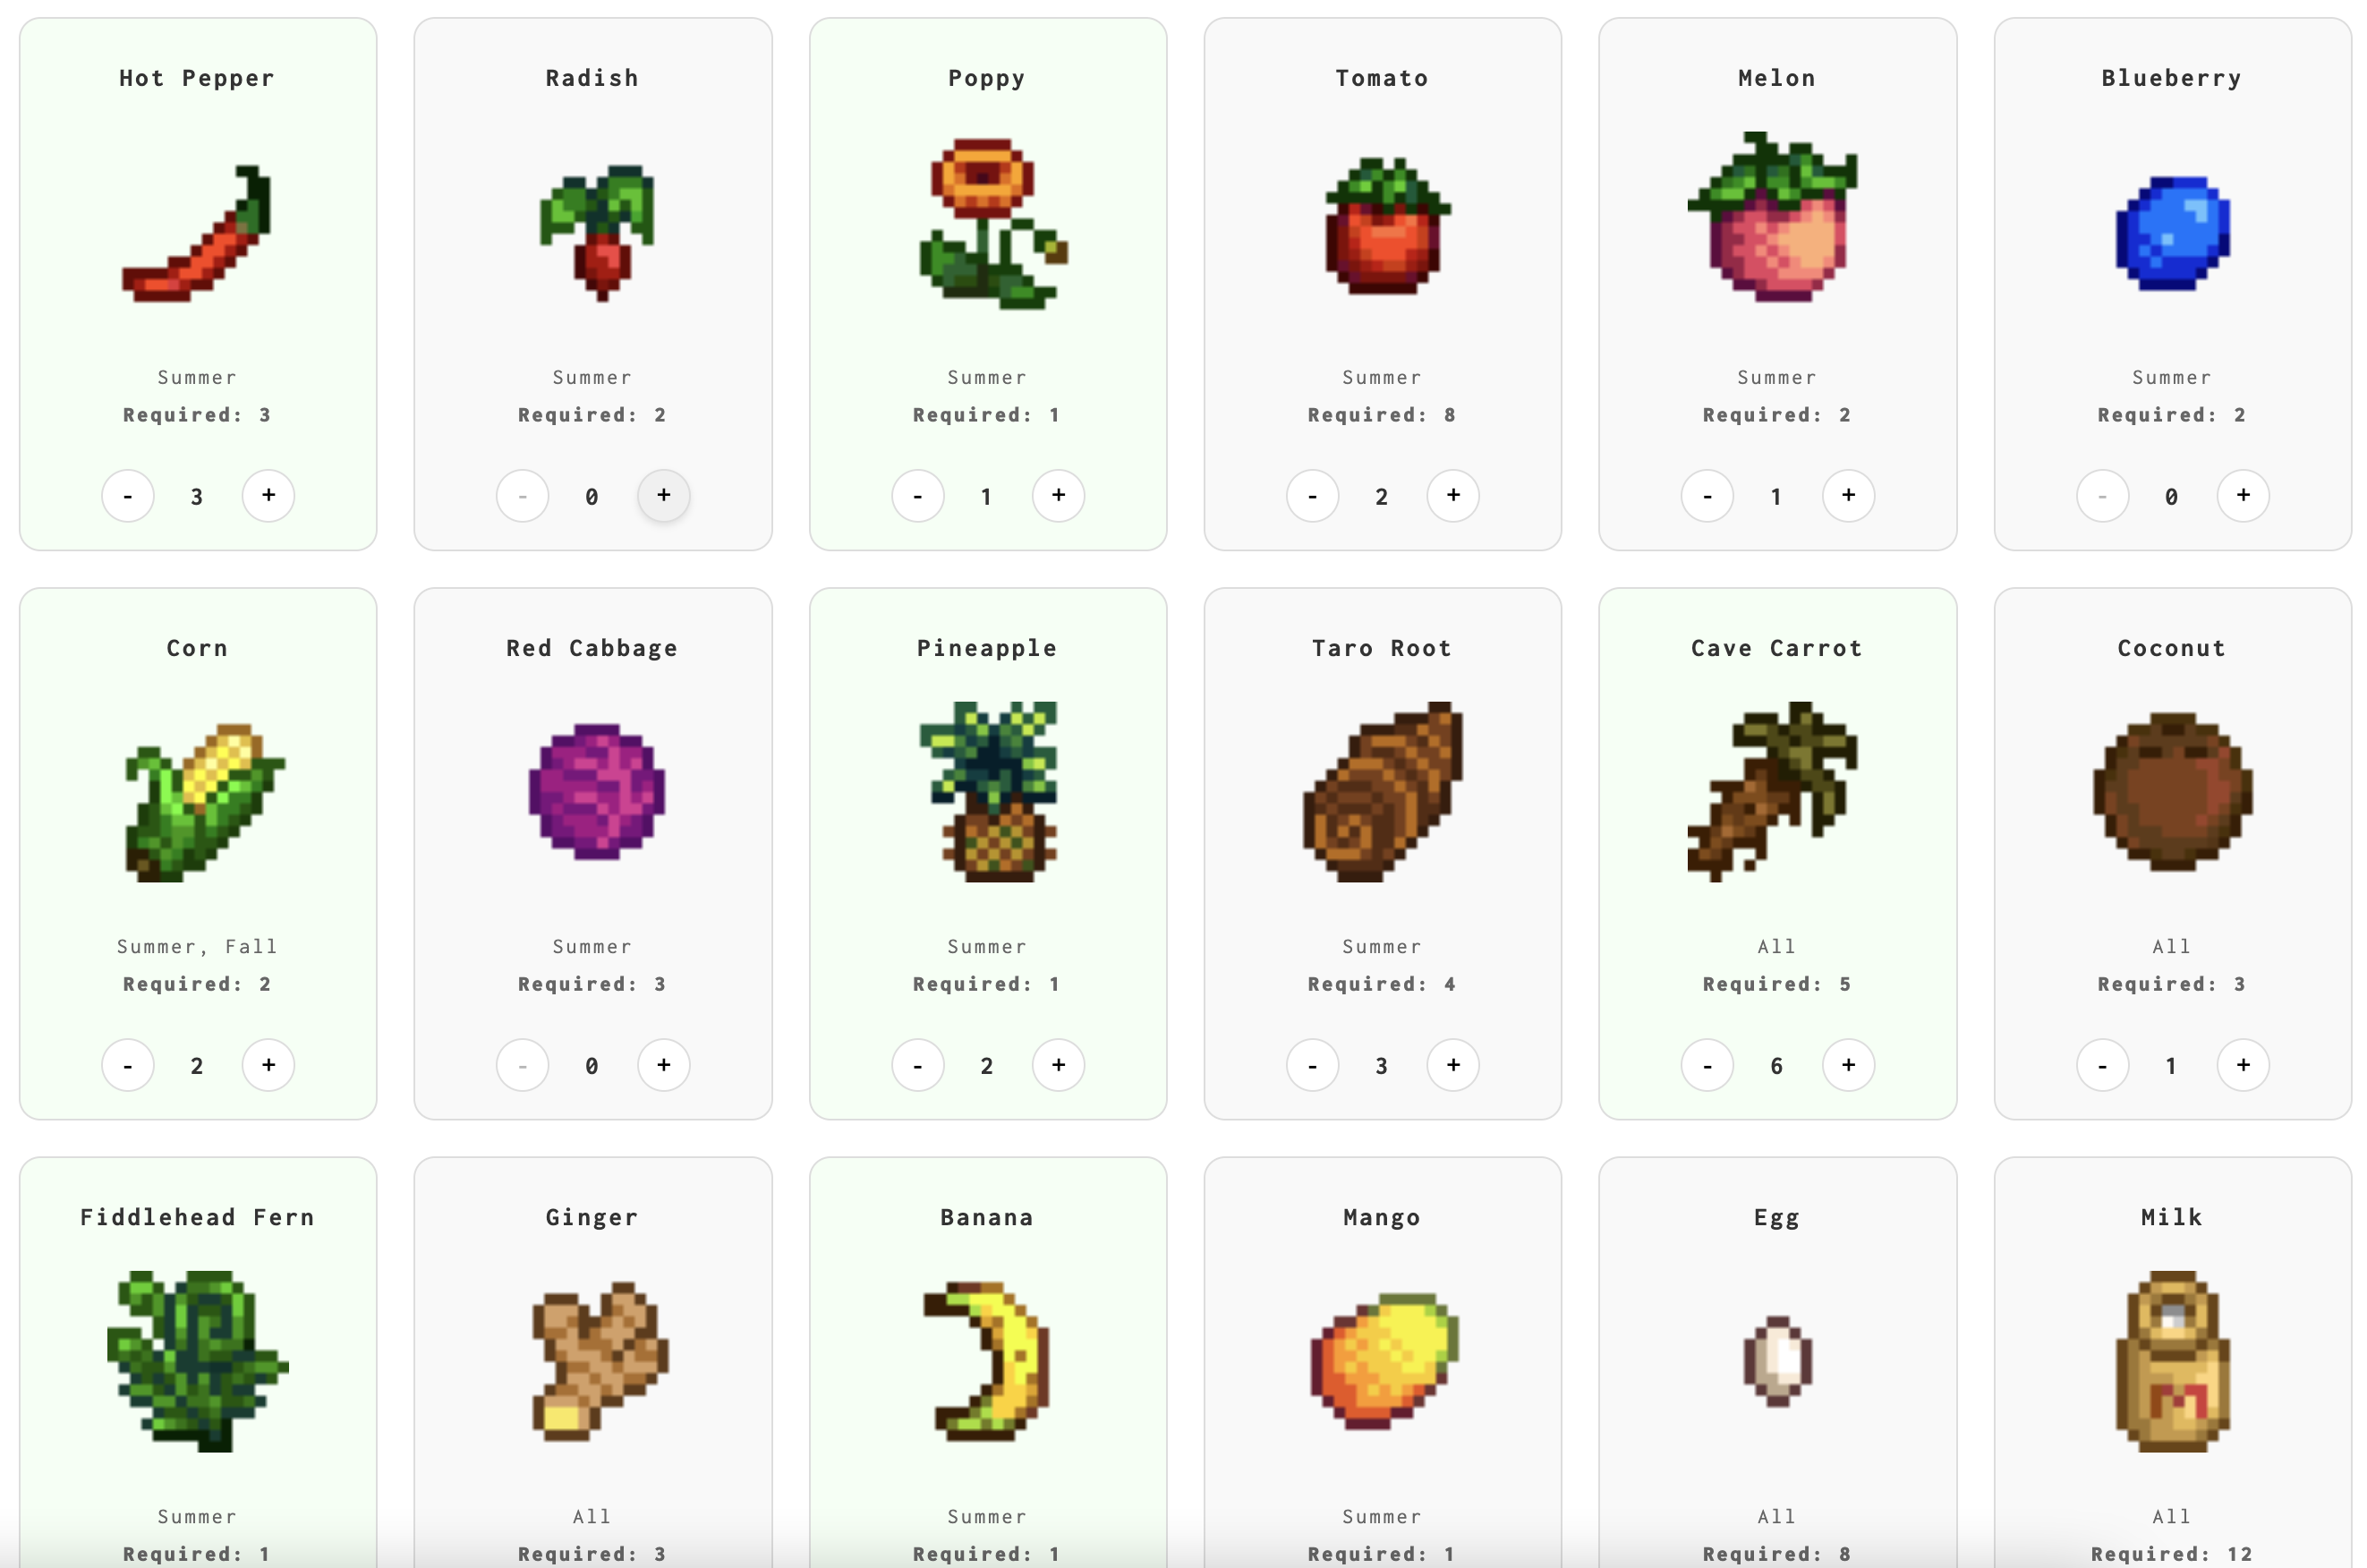 Hot Pepper
Radish
Poppy
Tomato
Melon
Blueberry
Summer
Summer
Summer
Summer
Summer
Summer
Required: 3
Required: 2
Required: 1
Required: 8
Required: 2
Required: 2
- 3 +
- 0 +
- 1 +
- 2 +
- 1 +
- 0 +
Corn
Red Cabbage
Pineapple
Taro Root
Cave Carrot
Coconut
Summer, Fall
Summer
Summer
Summer
All
All
Required: 2
Required: 3
Required: 1
Required: 4
Required: 5
Required: 3
- 2 +
- 0 +
- 2 +
- 3 +
- 6 +
- 1 +
Fiddlehead Fern
Ginger
Banana
Mango
Egg
Milk
Summer
All
Summer
Summer
All
All
Required: 1
Required: 3
Required: 1
Required: 1
Required: 8
Required: 12